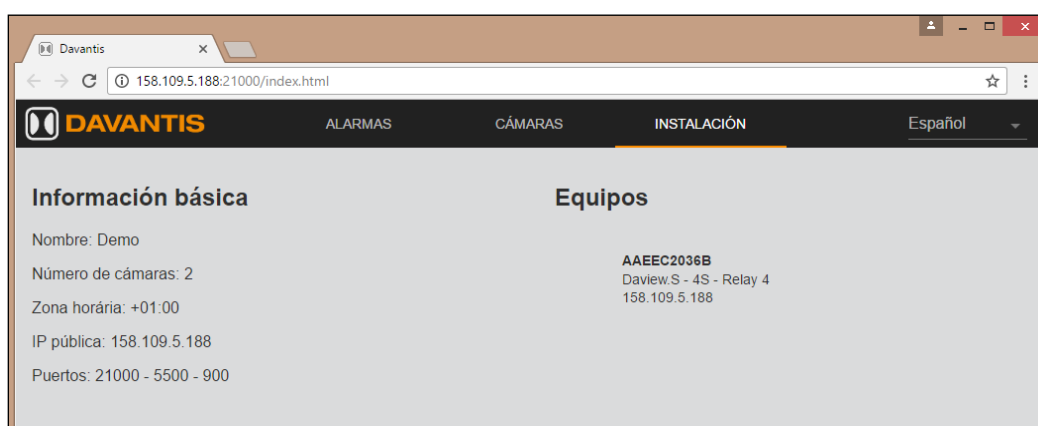 Davantis
158.109.5.188:21000/index.html
DAVANTIS
ALARMAS
CÁMARAS
INSTALACIÓN
Español
Información básica
Nombre: Demo
Número de cámaras: 2
Zona horária: +01:00
IP pública: 158.109.5.188
Puertos: 21000 - 5500 - 900
Equipos
AAEEC2036B
Daview.S - 4S - Relay 4
158.109.5.188